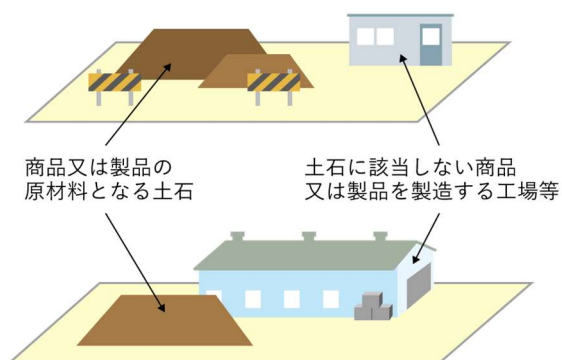 商品又は製品の
原材料となる土石
土石に該当しない商品
又は製品を製造する工場等